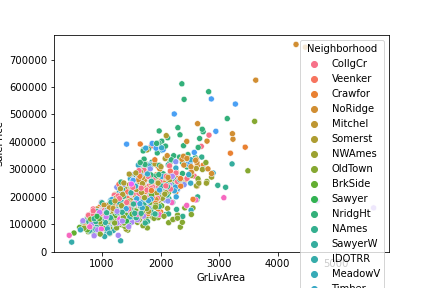 700000
600000
500000
400000
300000
200000
100000
0
1000
2000
3000
4000
GrLivArea
Neighborhood
CollgCr
Veenker
Crawfor
NoRidge
Mitchel
Somerst
NWAmes
OldTown
BrkSide
Sawyer
NridgHt
NAmes
SawyerW
IDOTRR
MeadowV
Timber